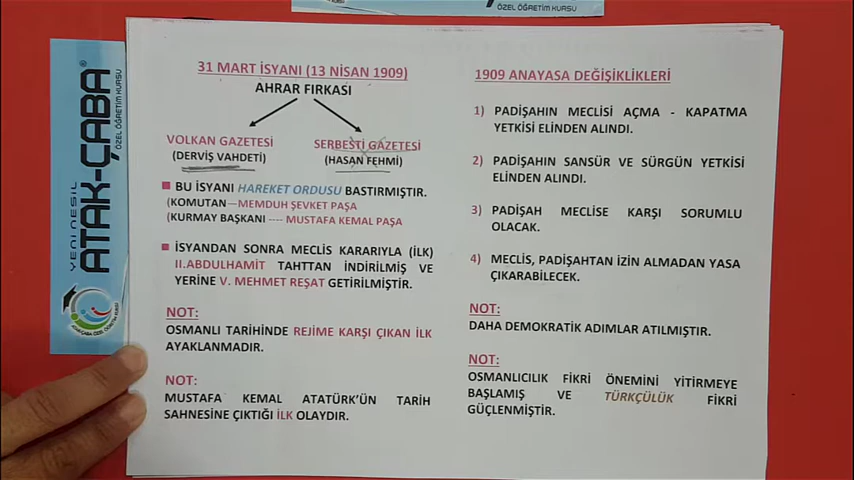 ÖZEL ÖĞRETİM KURSU
YENİ NESİL
ATAK-ÇABA®
ÖZEL ÖĞRETİM KURSU
31 MART İSYANI (13 NİSAN 1909)
AHRAR FIRKASI
VOLKAN GAZETESİ
(DERVİŞ VAHDETİ)
SERBESTİ GAZETESİ
(HASAN FEHMİ)
BU İSYANI HAREKET ORDUSU BASTIRMIŞTIR.
(KOMUTAN—MEMDUH ŞEVKET PAŞA
(KURMAY BAŞKANI ---- MUSTAFA KEMAL PAŞA
İSYANDAN SONRA MECLİS KARARIYLA (İLK)
II.ABDULHAMİT TAHTTAN İNDİRİLMİŞ VE
YERİNE V. MEHMET REŞAT GETİRİLMİŞTİR.
NOT:
OSMANLI TARİHİNDE REJİME KARŞI ÇIKAN İLK
AYAKLANMADIR.
NOT:
MUSTAFA KEMAL ATATÜRK'ÜN TARİH
SAHNESİNE ÇIKTIĞI İLK OLAYDIR.
1909 ANAYASA DEĞİŞİKLİKLERİ
1) PADİŞAHIN MECLİSİ AÇMA - KAPATMA
YETKİSİ ELİNDEN ALINDI.
2) PADİŞAHIN SANSÜR VE SÜRGÜN YETKİSİ
ELİNDEN ALINDI.
3) PADİŞAH MECLİSE KARŞI SORUMLU
OLACAK.
4) MECLİS, PADİŞAHTAN İZİN ALMADAN YASA
ÇIKARABİLECEK.
NOT:
DAHA DEMOKRATİK ADIMLAR ATILMIŞTIR.
NOT:
OSMANLICILIK FİKRİ ÖNEMİNİ YİTİRMEYE
BAŞLAMIŞ VE TÜRKÇÜLÜK FİKRİ
GÜÇLENMİŞTİR.